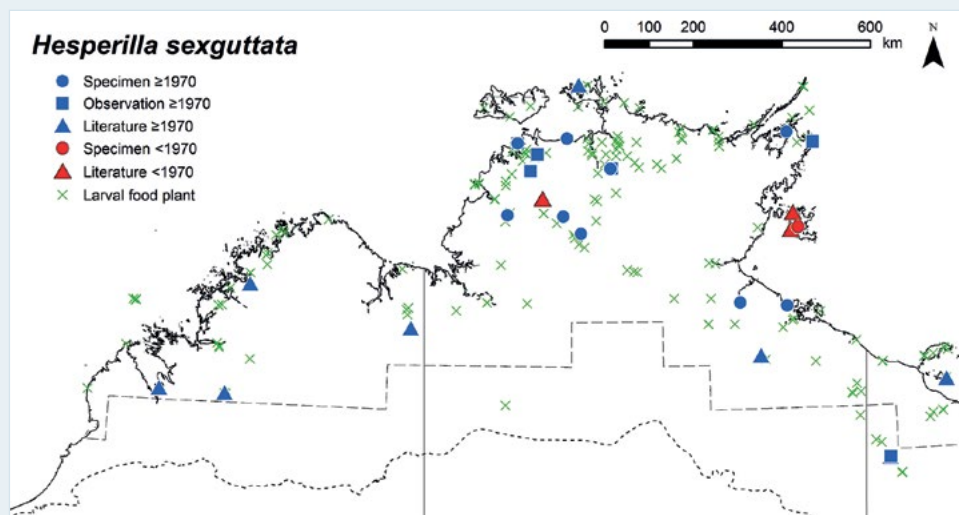 Hesperilla sexguttata
Specimen ≥1970
Observation ≥1970
Literature ≥1970
Specimen <1970
Literature <1970
Larval food plant
0 100 200 400 600
km
N